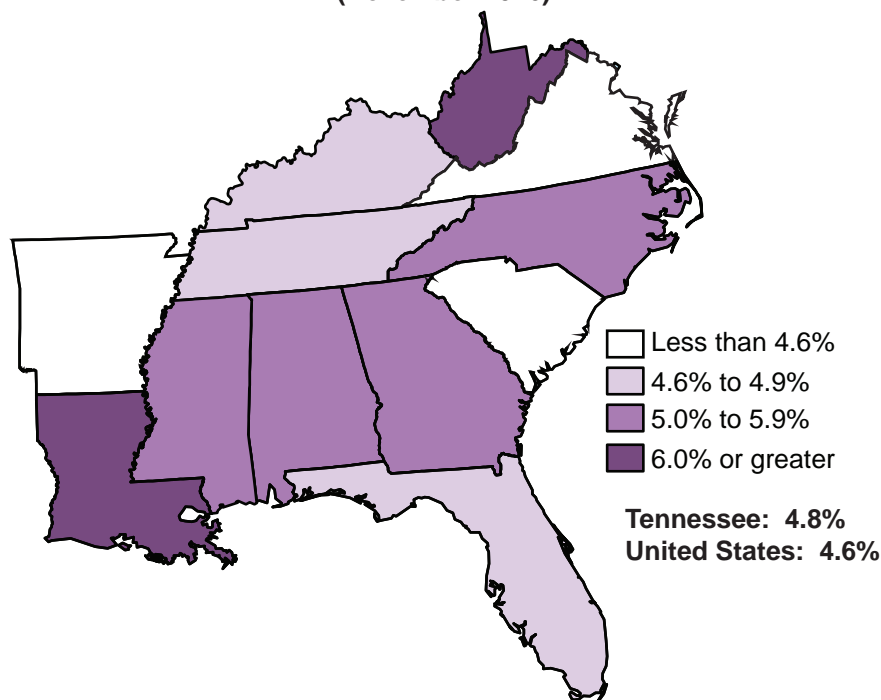 Less than 4.6%
4.6% to 4.9%
5.0% to 5.9%
6.0% or greater
Tennessee: 4.8%
United States: 4.6%